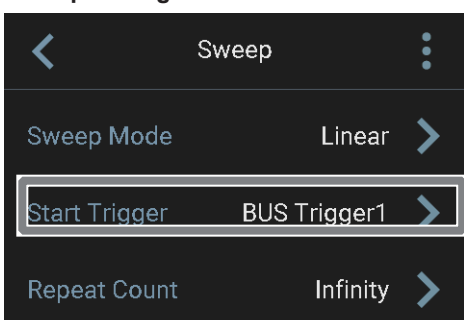 Sweep
Sweep Mode Linear
Start Trigger BUS Trigger1
Repeat Count Infinity